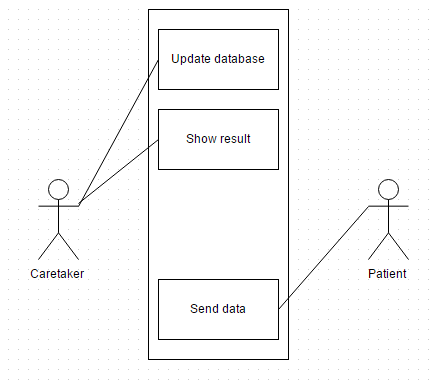 Update database
Show result
Caretaker
Patient
Send data